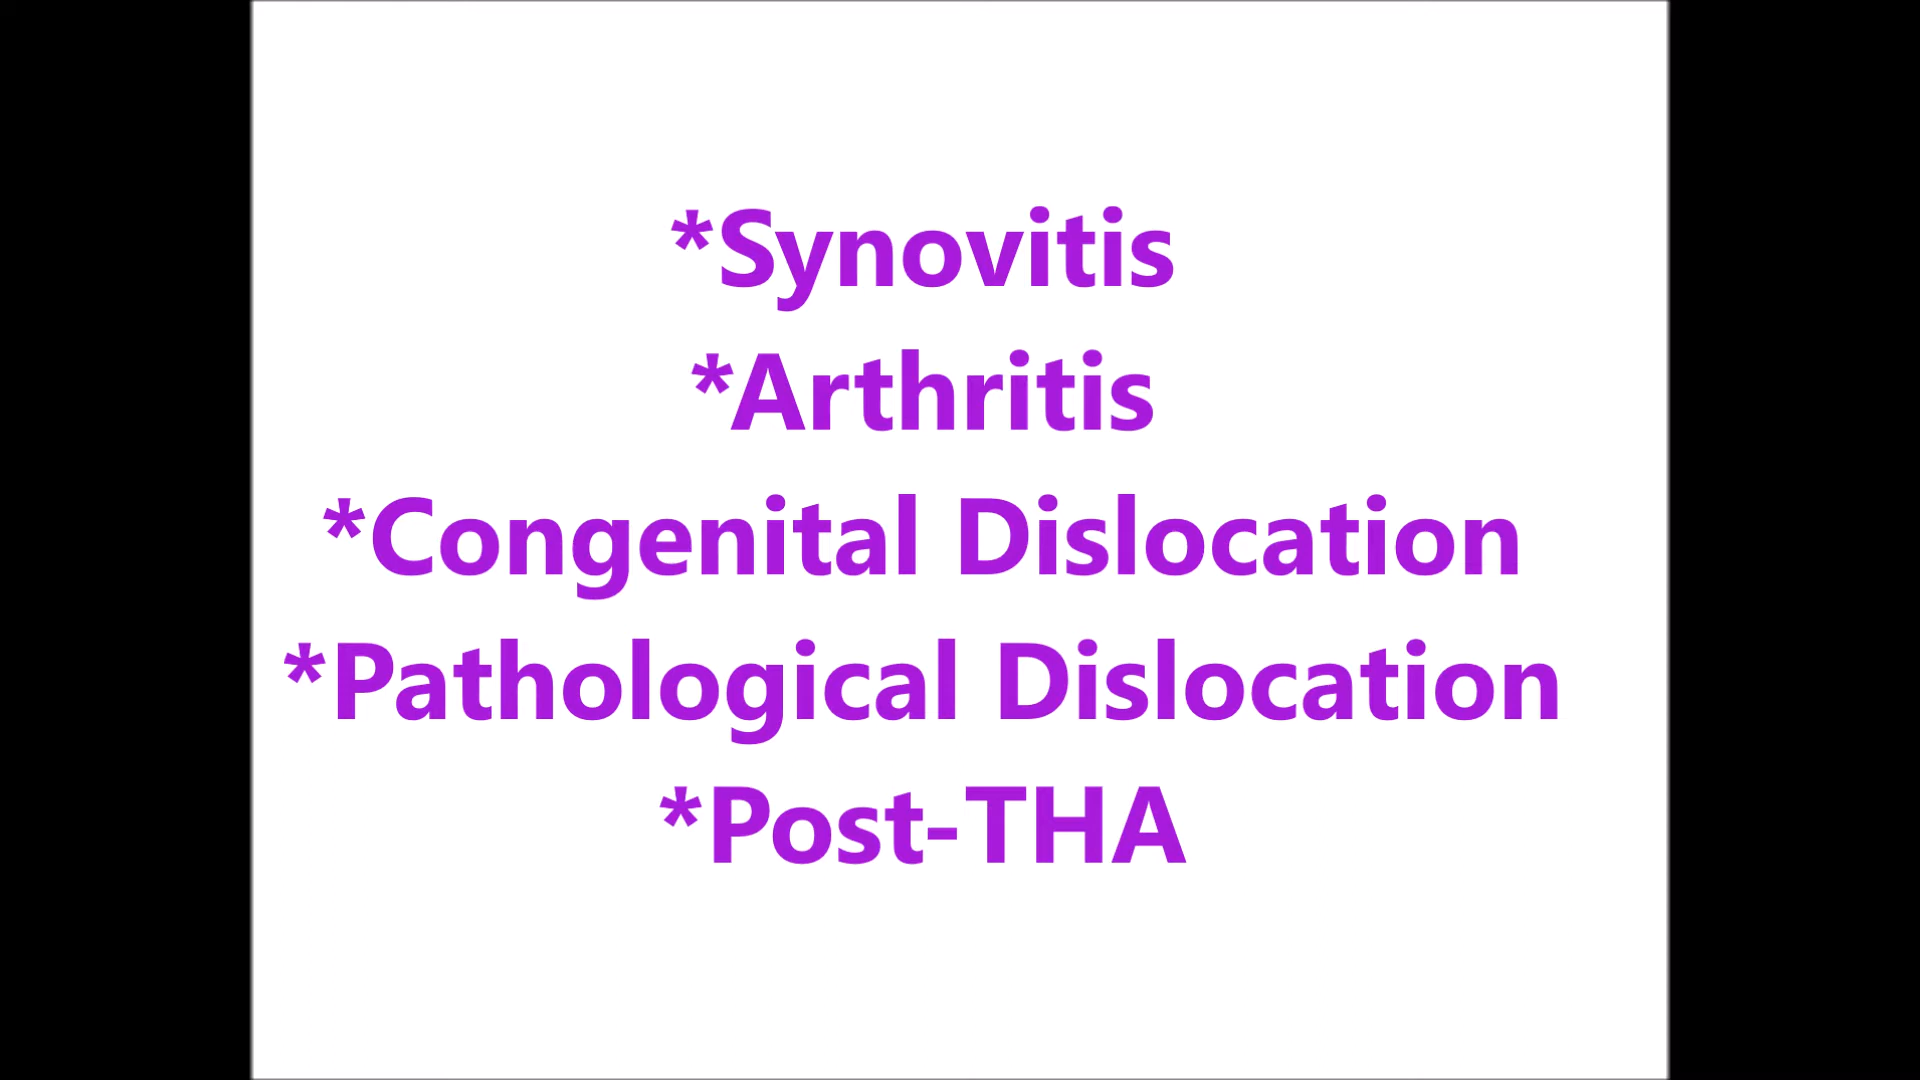 *Synovitis
*Arthritis
*Congenital Dislocation
*Pathological Dislocation
*Post-THA